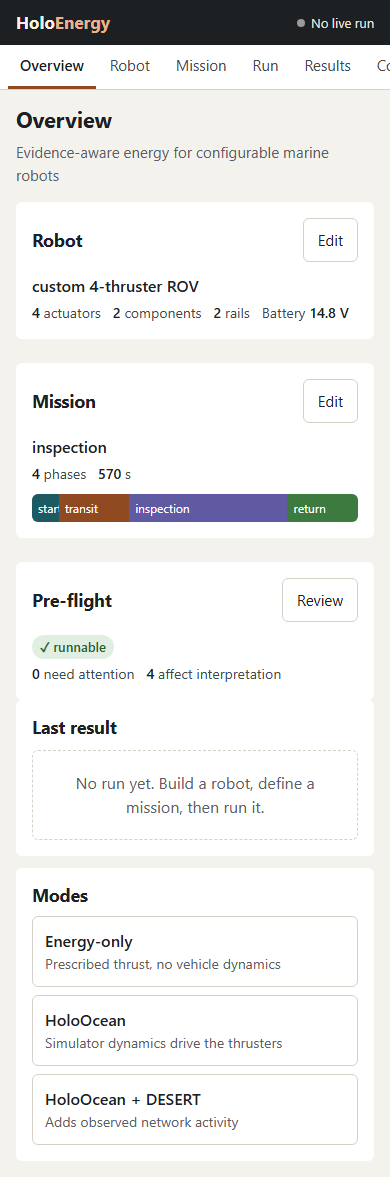 HoloEnergy No live run
Overview Robot Mission Run Results Co
Overview
Evidence-aware energy for configurable marine
robots
Robot Edit
custom 4-thruster ROV
4 actuators 2 components 2 rails Battery 14.8 V
Mission Edit
inspection
4 phases 570 s
star transit inspection return
Pre-flight Review
✓ runnable
0 need attention 4 affect interpretation
Last result
No run yet. Build a robot, define a
mission, then run it.
Modes
Energy-only
Prescribed thrust, no vehicle dynamics
HoloOcean
Simulator dynamics drive the thrusters
HoloOcean + DESERT
Adds observed network activity